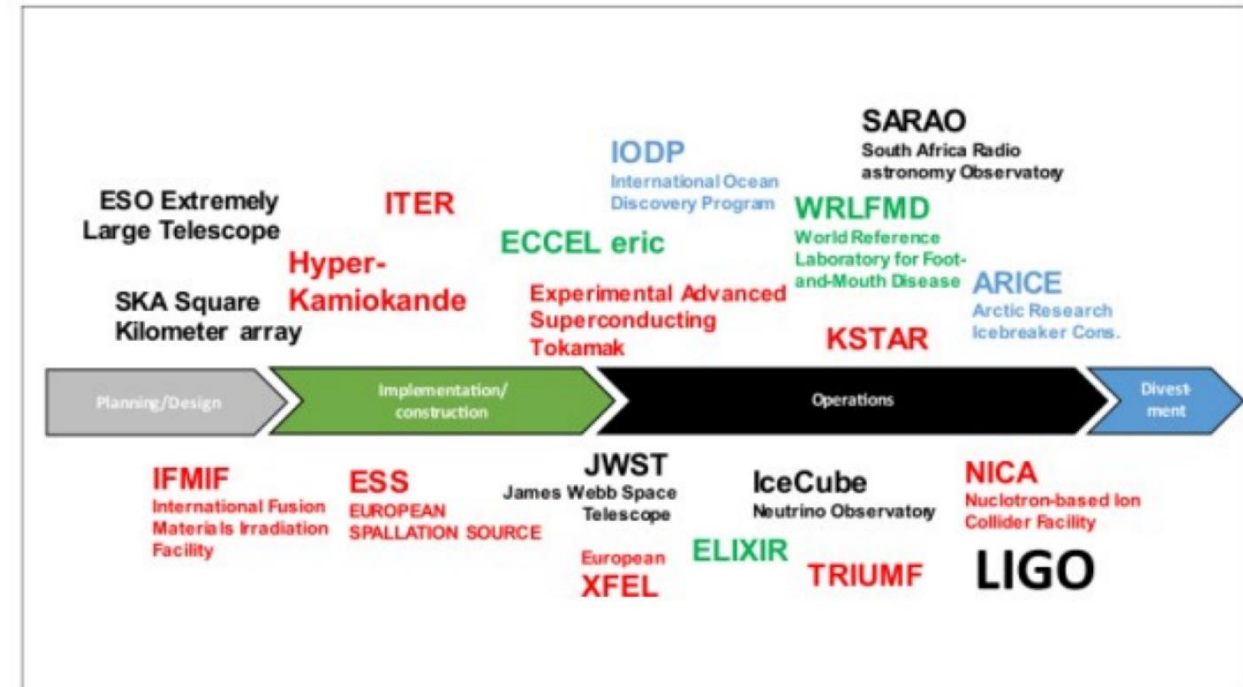 SARAO
South Africa Radio
astronomy Observatory
IODP
International Ocean
Discovery Program
ESO Extremely
Large Telescope
ITER
WRLFMD
World Reference
Laboratory for Foot-
and-Mouth Disease
ECCEL eric
Hyper-
Kamiokande
SKA Square
Kilometer array
Experimental Advanced
Superconducting
Tokamak
ARICE
Arctic Research
Icebreaker Cons.
KSTAR
Planning/Design
Implementation/
construction
Operations
Divest-
ment
IFMIF
International Fusion
Materials Irradiation
Facility
ESS
EUROPEAN
SPALLATION SOURCE
JWST
James Webb Space
Telescope
IceCube
Neutrino Observatory
NICA
Nuclotron-based Ion
Collider Facility
European
XFEL
ELIXIR
TRIUMF
LIGO